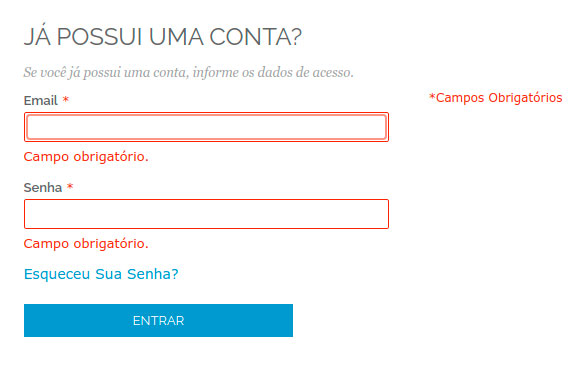 JÁ POSSUI UMA CONTA?
Se você já possui uma conta, informe os dados de acesso.
Email *
*Campos Obrigatórios
Campo obrigatório.
Senha *
Campo obrigatório.
Esqueceu Sua Senha?
ENTRAR